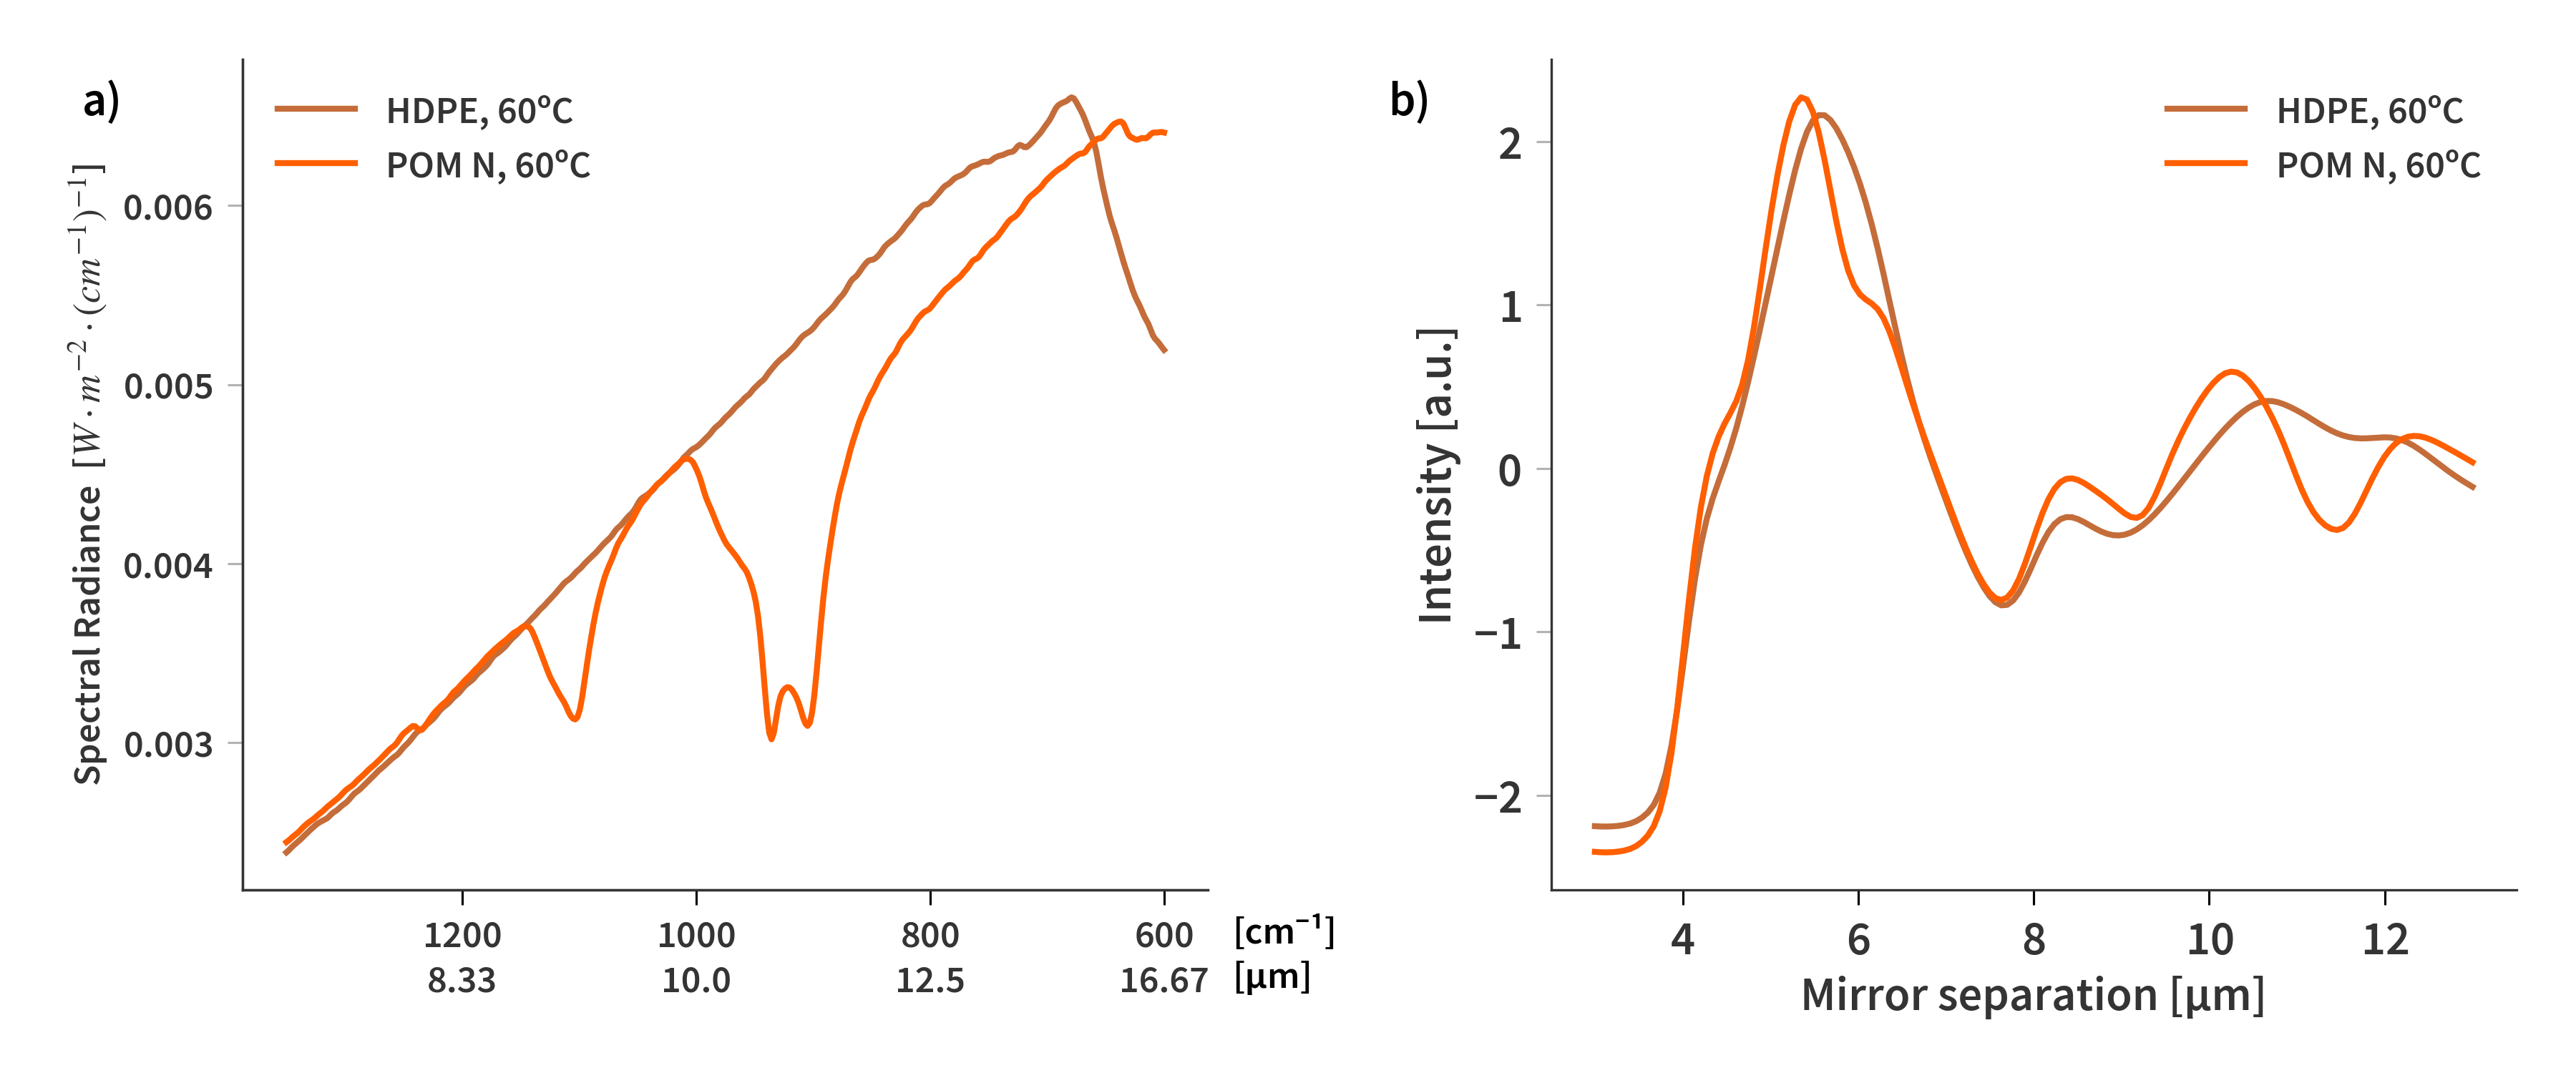 a)
HDPE, 60°C
POM N, 60°C
Spectral Radiance [W·m⁻²·(cm⁻¹)⁻¹]
0.006
0.005
0.004
0.003
1200 1000 800 600 [cm⁻¹]
8.33 10.0 12.5 16.67 [µm]
b)
HDPE, 60°C
POM N, 60°C
Intensity [a.u.]
2
1
0
−1
−2
4 6 8 10 12
Mirror separation [µm]